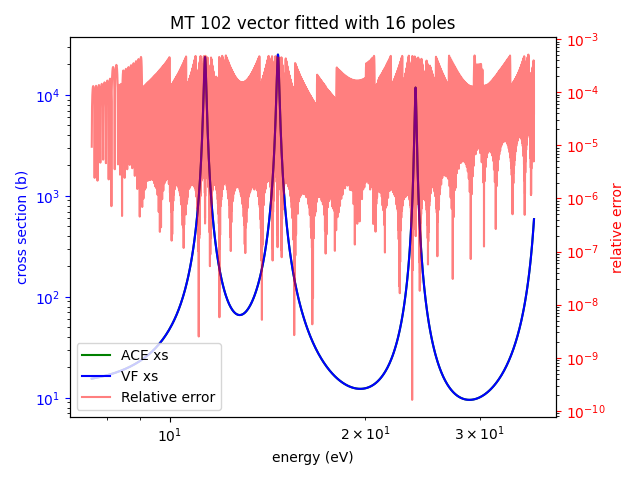 MT 102 vector fitted with 16 poles
cross section (b)
10⁴
10³
10²
10¹
10⁻³
10⁻⁴
10⁻⁵
10⁻⁶
10⁻⁷
10⁻⁸
10⁻⁹
10⁻¹⁰
relative error
ACE xs
VF xs
Relative error
10¹
2 × 10¹
3 × 10¹
energy (eV)